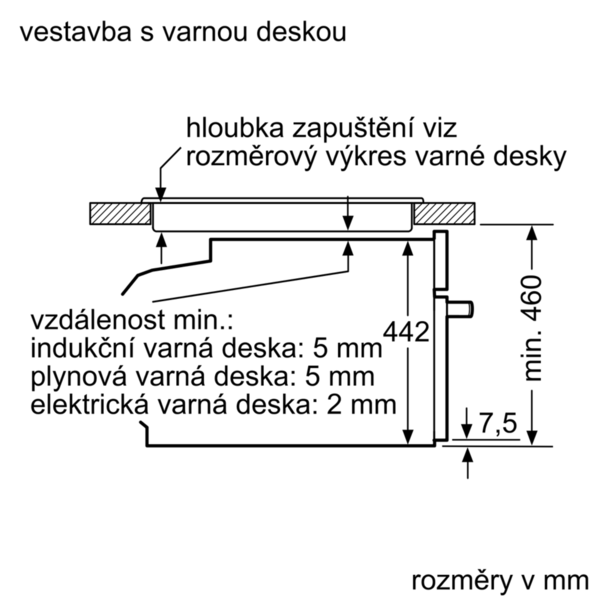 vestavba s varnou deskou
hloubka zapuštění viz
rozměrový výkres varné desky
vzdálenost min.:
indukční varná deska: 5 mm
plynová varná deska: 5 mm
elektrická varná deska: 2 mm
442
min. 460
7,5
rozměry v mm